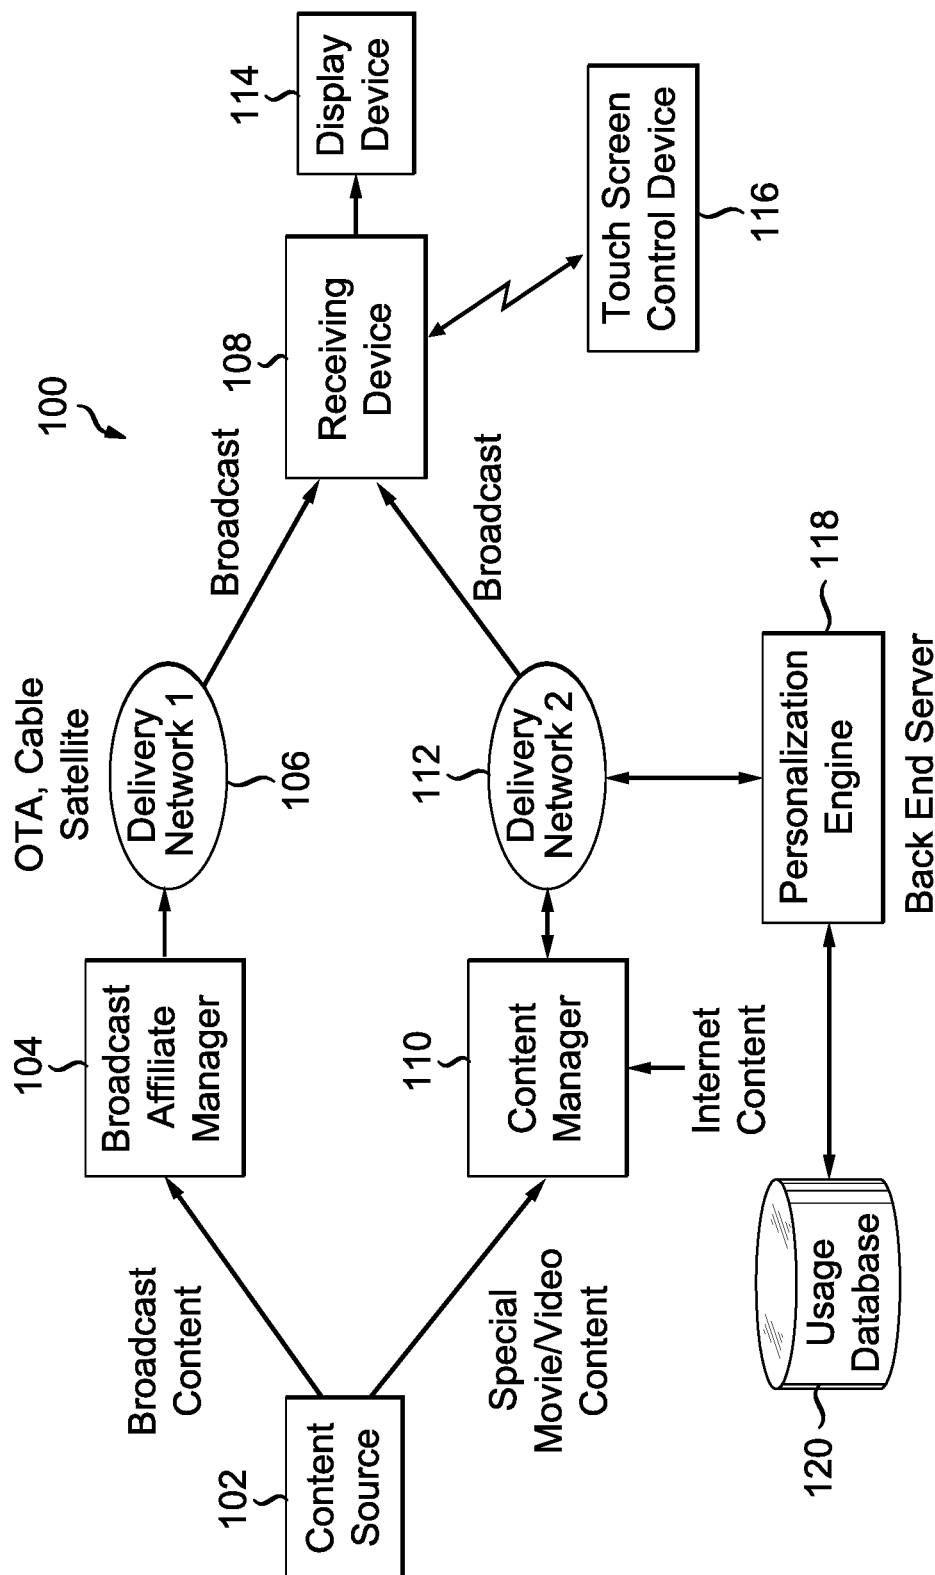 100
102
Content
Source
Broadcast
Content
Special
Movie/Video
Content
104
Broadcast
Affiliate
Manager
OTA, Cable
Satellite
Delivery
Network 1
106
Broadcast
108
Receiving
Device
114
Display
Device
110
Content
Manager
Internet
Content
112
Delivery
Network 2
Broadcast
Touch Screen
Control Device
116
Usage
Database
120
Personalization
Engine
118
Back End Server